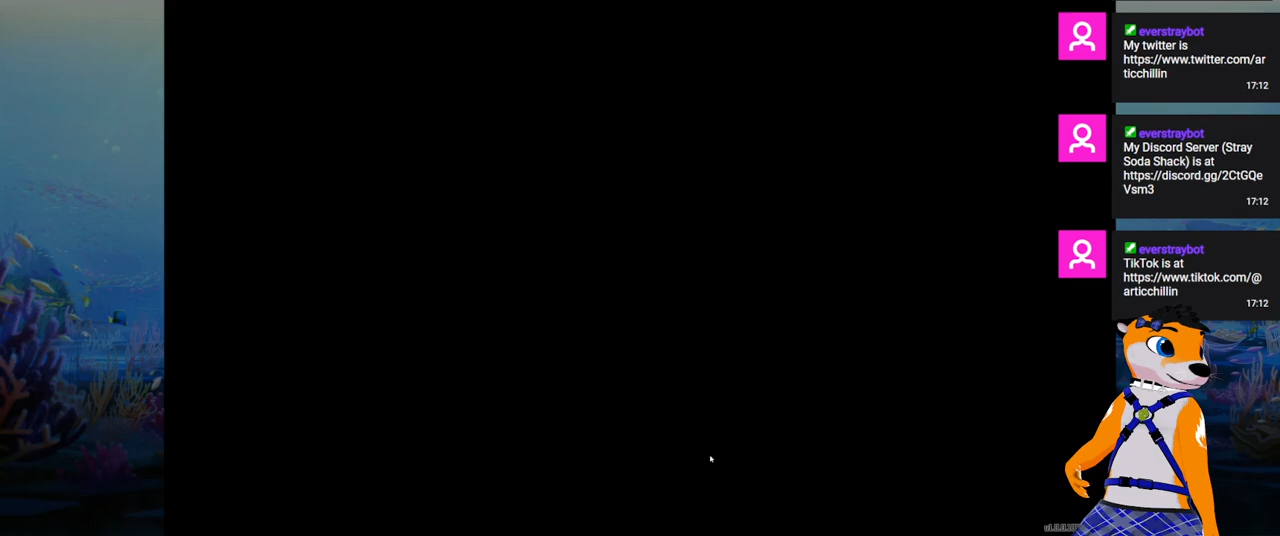 everstraybot
My twitter is
https://www.twitter.com/ar
ticchillin
17:12
everstraybot
My Discord Server (Stray
Soda Shack) is at
https://discord.gg/2CtGQe
Vsm3
17:12
everstraybot
TikTok is at
https://www.tiktok.com/@
articchillin
17:12